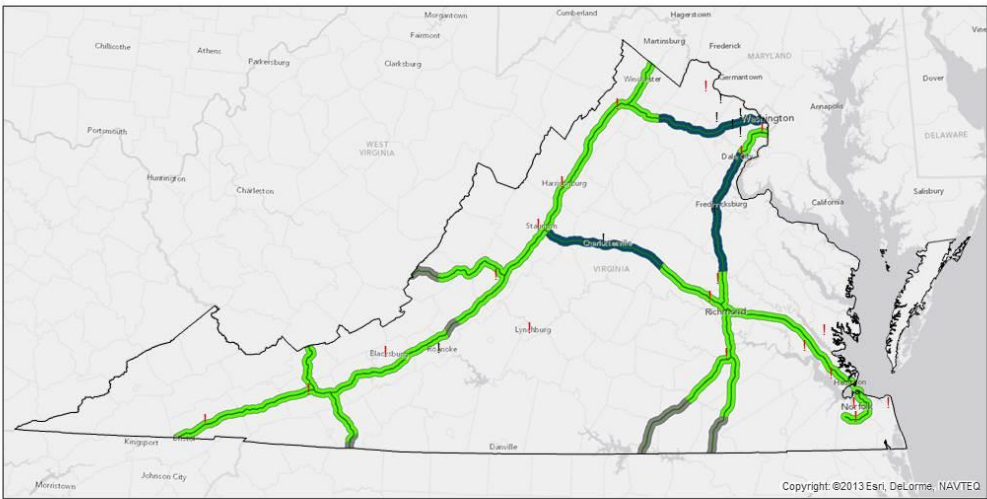 Morgantown
Cumberland
Hagerstown
Chillicothe
Athens
Fairmont
Martinsburg
Frederick
Vine
Parkersburg
Clarksburg
MARYLAND
Germantown
Dover
Annapolis
Washington
Portsmouth
DELAWARE
WEST
VIRGINIA
Dale City
Huntington
Charleston
Harrisonburg
Salisbury
Fredericksburg
California
Staunton
Charlottesville
VIRGINIA
Richmond
Lynchburg
Blacksburg
Roanoke
Hampton
Norfolk
Kingsport
Bristol
Danville
Johnson City
Morristown
Copyright: ©2013 Esri, DeLorme, NAVTEQ